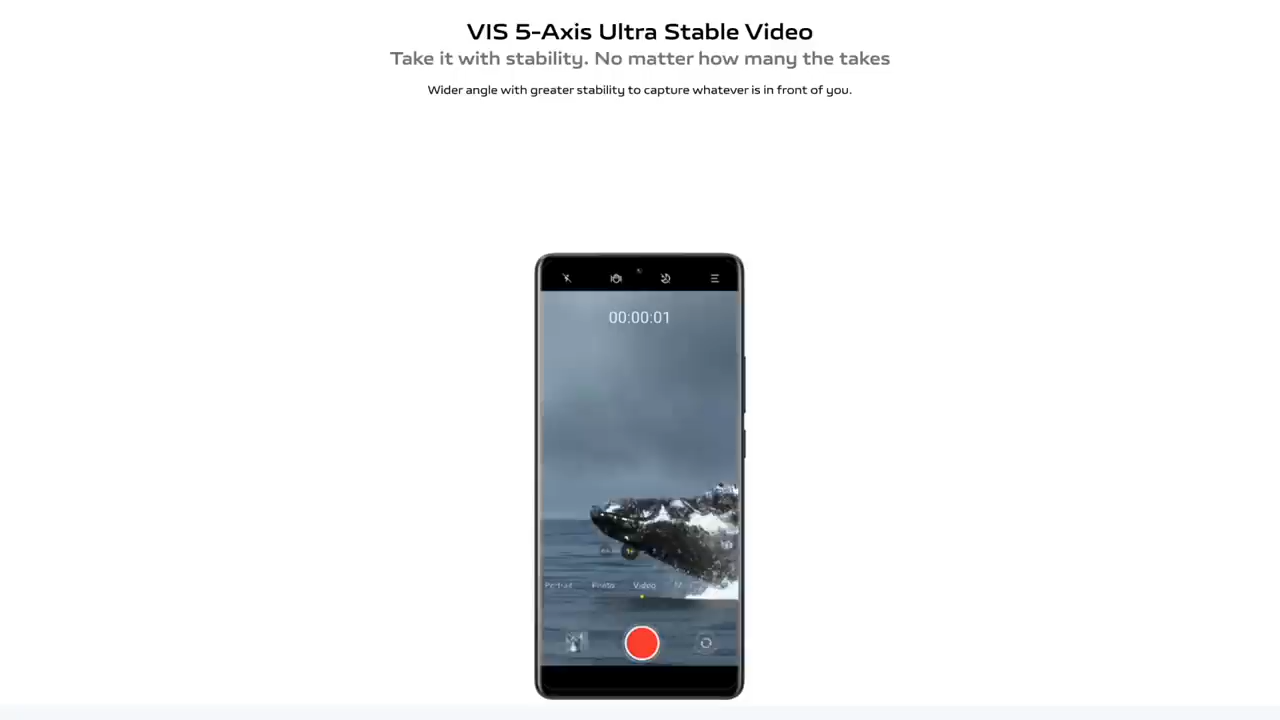 VIS 5-Axis Ultra Stable Video
Take it with stability. No matter how many the takes
Wider angle with greater stability to capture whatever is in front of you.
00:00:01
Portrait Photo Video